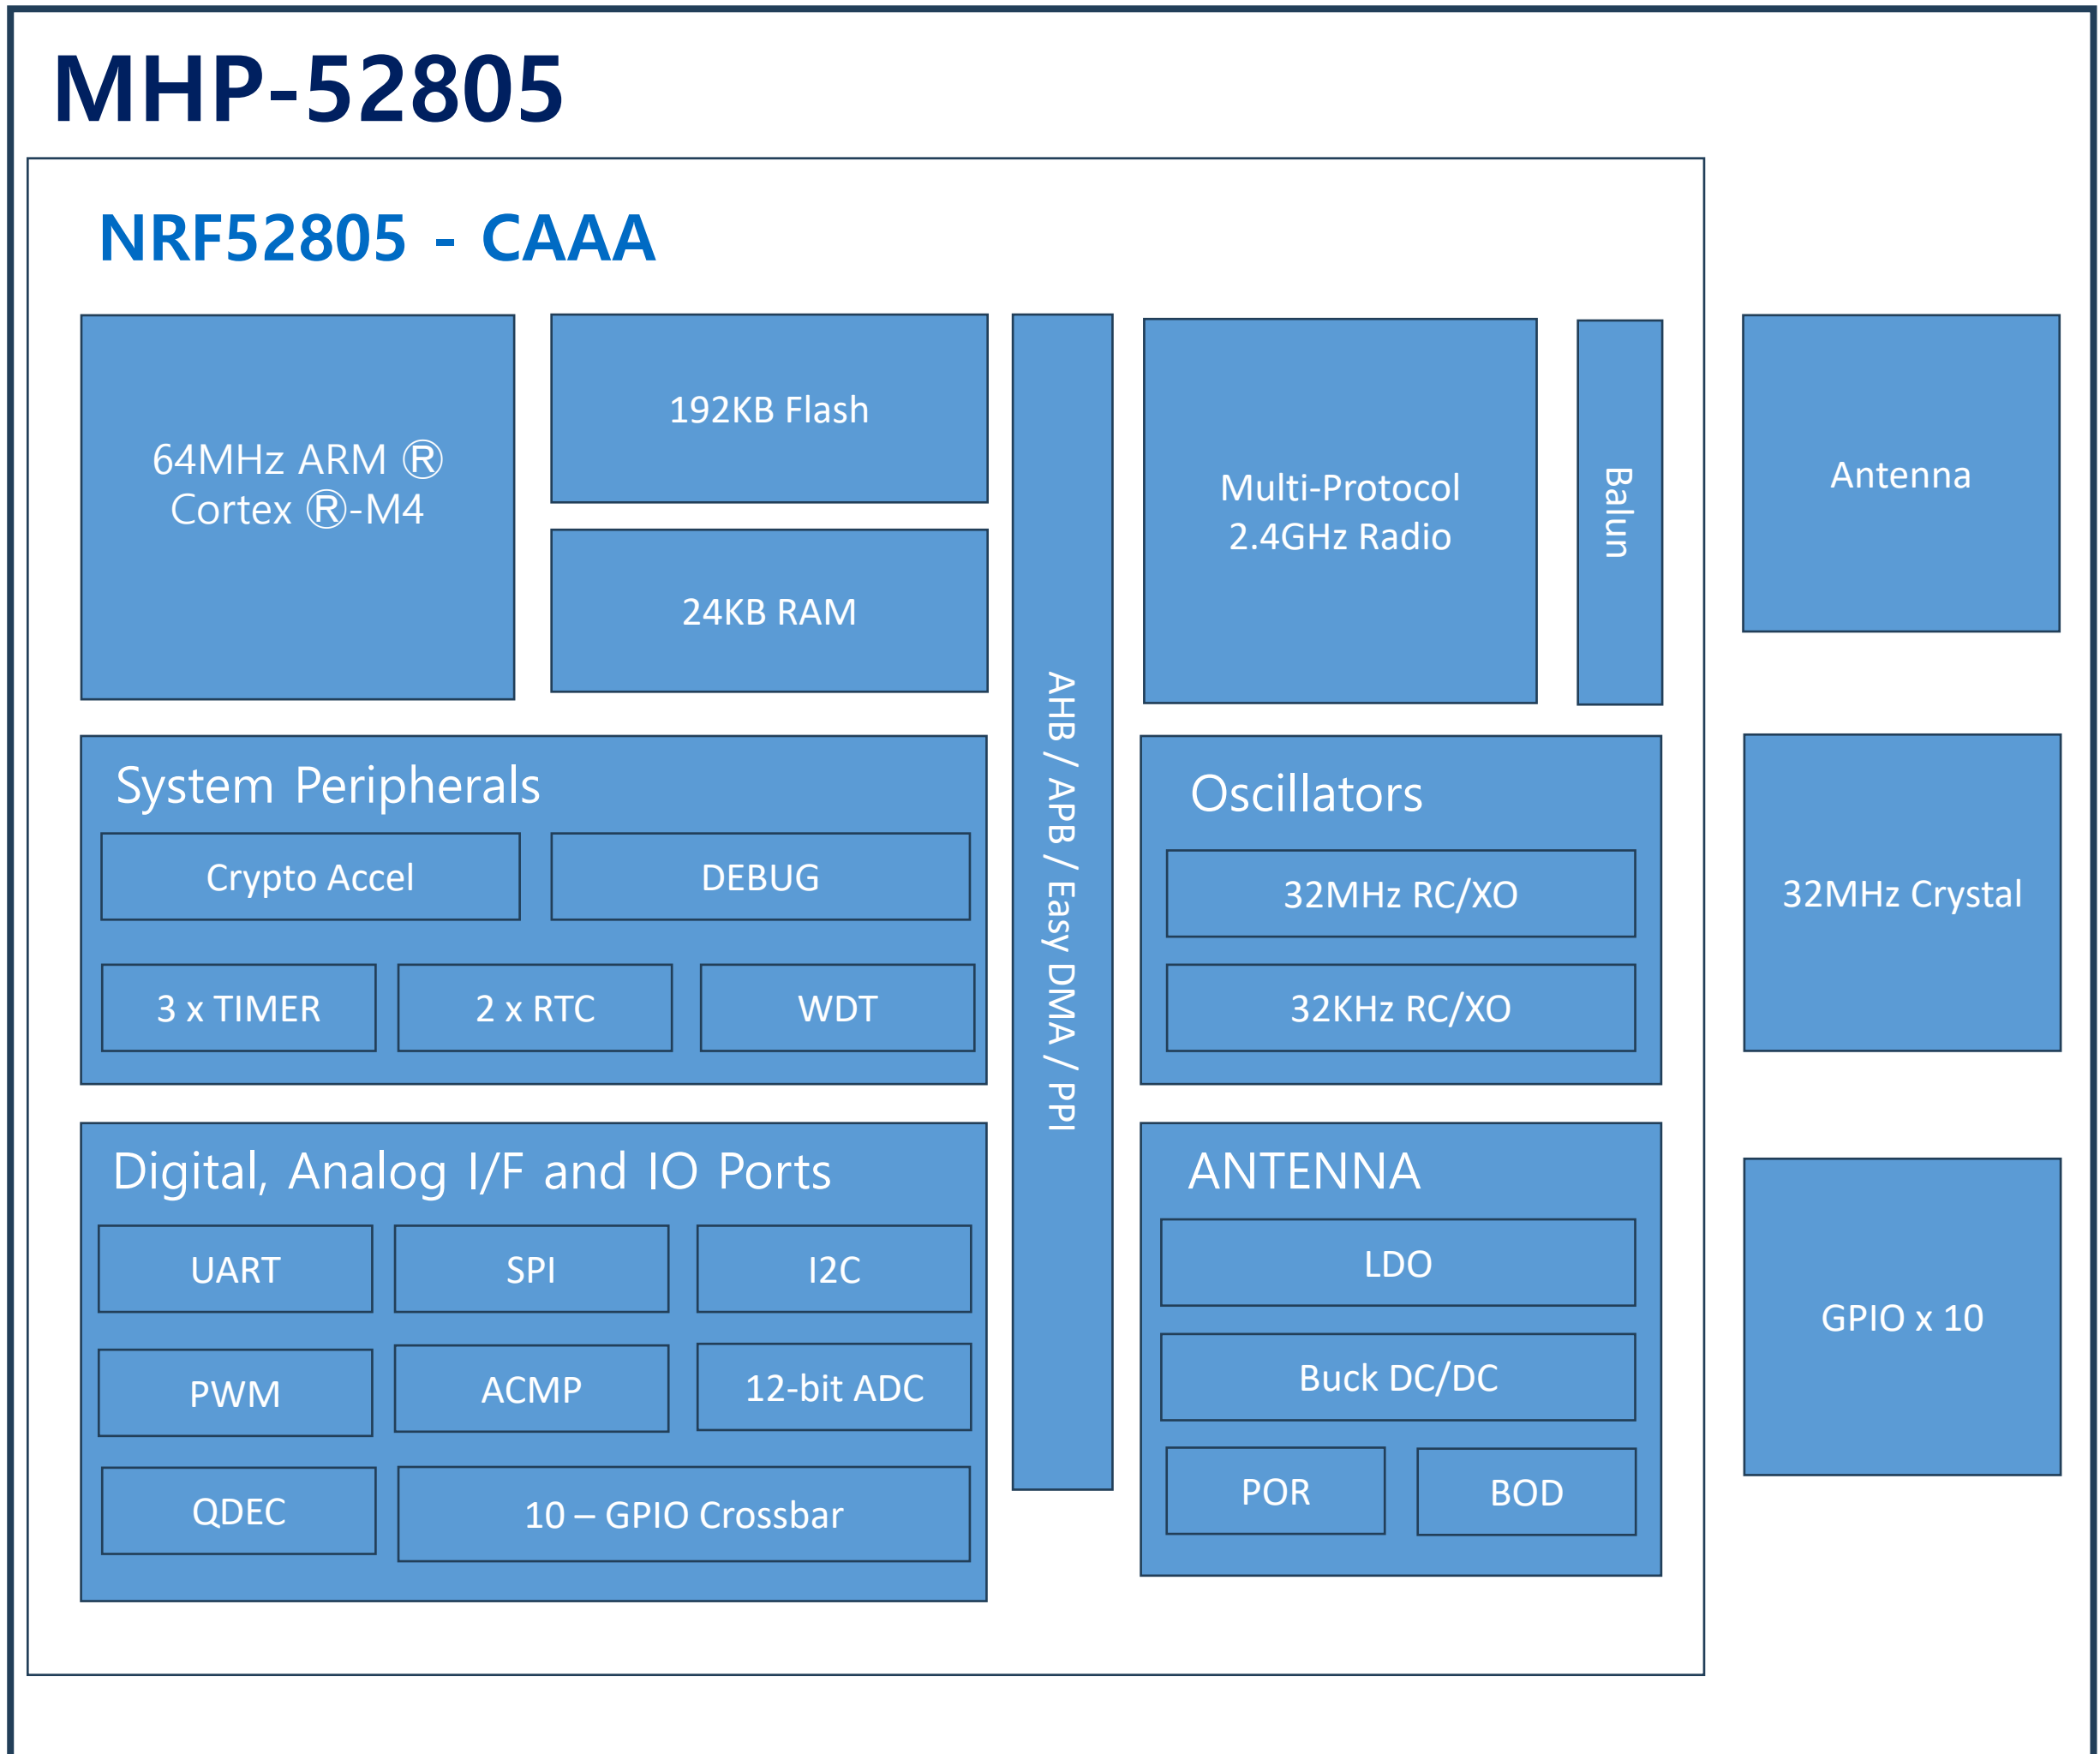 MHP-52805
NRF52805 - CAAA
64MHz ARM Ⓡ
Cortex Ⓡ-M4
192KB Flash
24KB RAM
AHB / APB / Easy DMA / PPI
Multi-Protocol
2.4GHz Radio
Balun
Antenna
System Peripherals
Crypto Accel
DEBUG
3 x TIMER
2 x RTC
WDT
Oscillators
32MHz RC/XO
32KHz RC/XO
32MHz Crystal
Digital, Analog I/F and IO Ports
UART
SPI
I2C
PWM
ACMP
12-bit ADC
QDEC
10 – GPIO Crossbar
ANTENNA
LDO
Buck DC/DC
POR
BOD
GPIO x 10